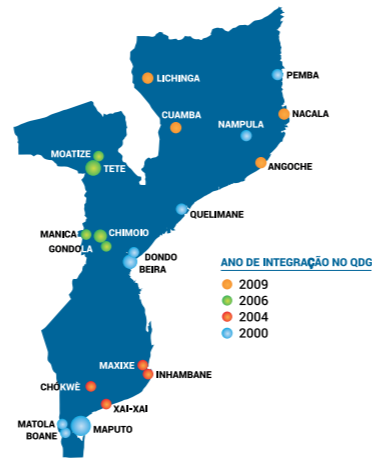 LICHINGA
PEMBA
NACALA
CUAMBA
NAMPULA
ANGOCHE
MOATIZE
TETE
QUELIMANE
MANICA
CHIMOIO
GONDOLA
DONDO
BEIRA
ANO DE INTEGRAÇÃO NO QDG
2009
2006
2004
2000
MAXIXE
INHAMBANE
CHÓKWÈ
XAI-XAI
MATOLA
BOANE
MAPUTO